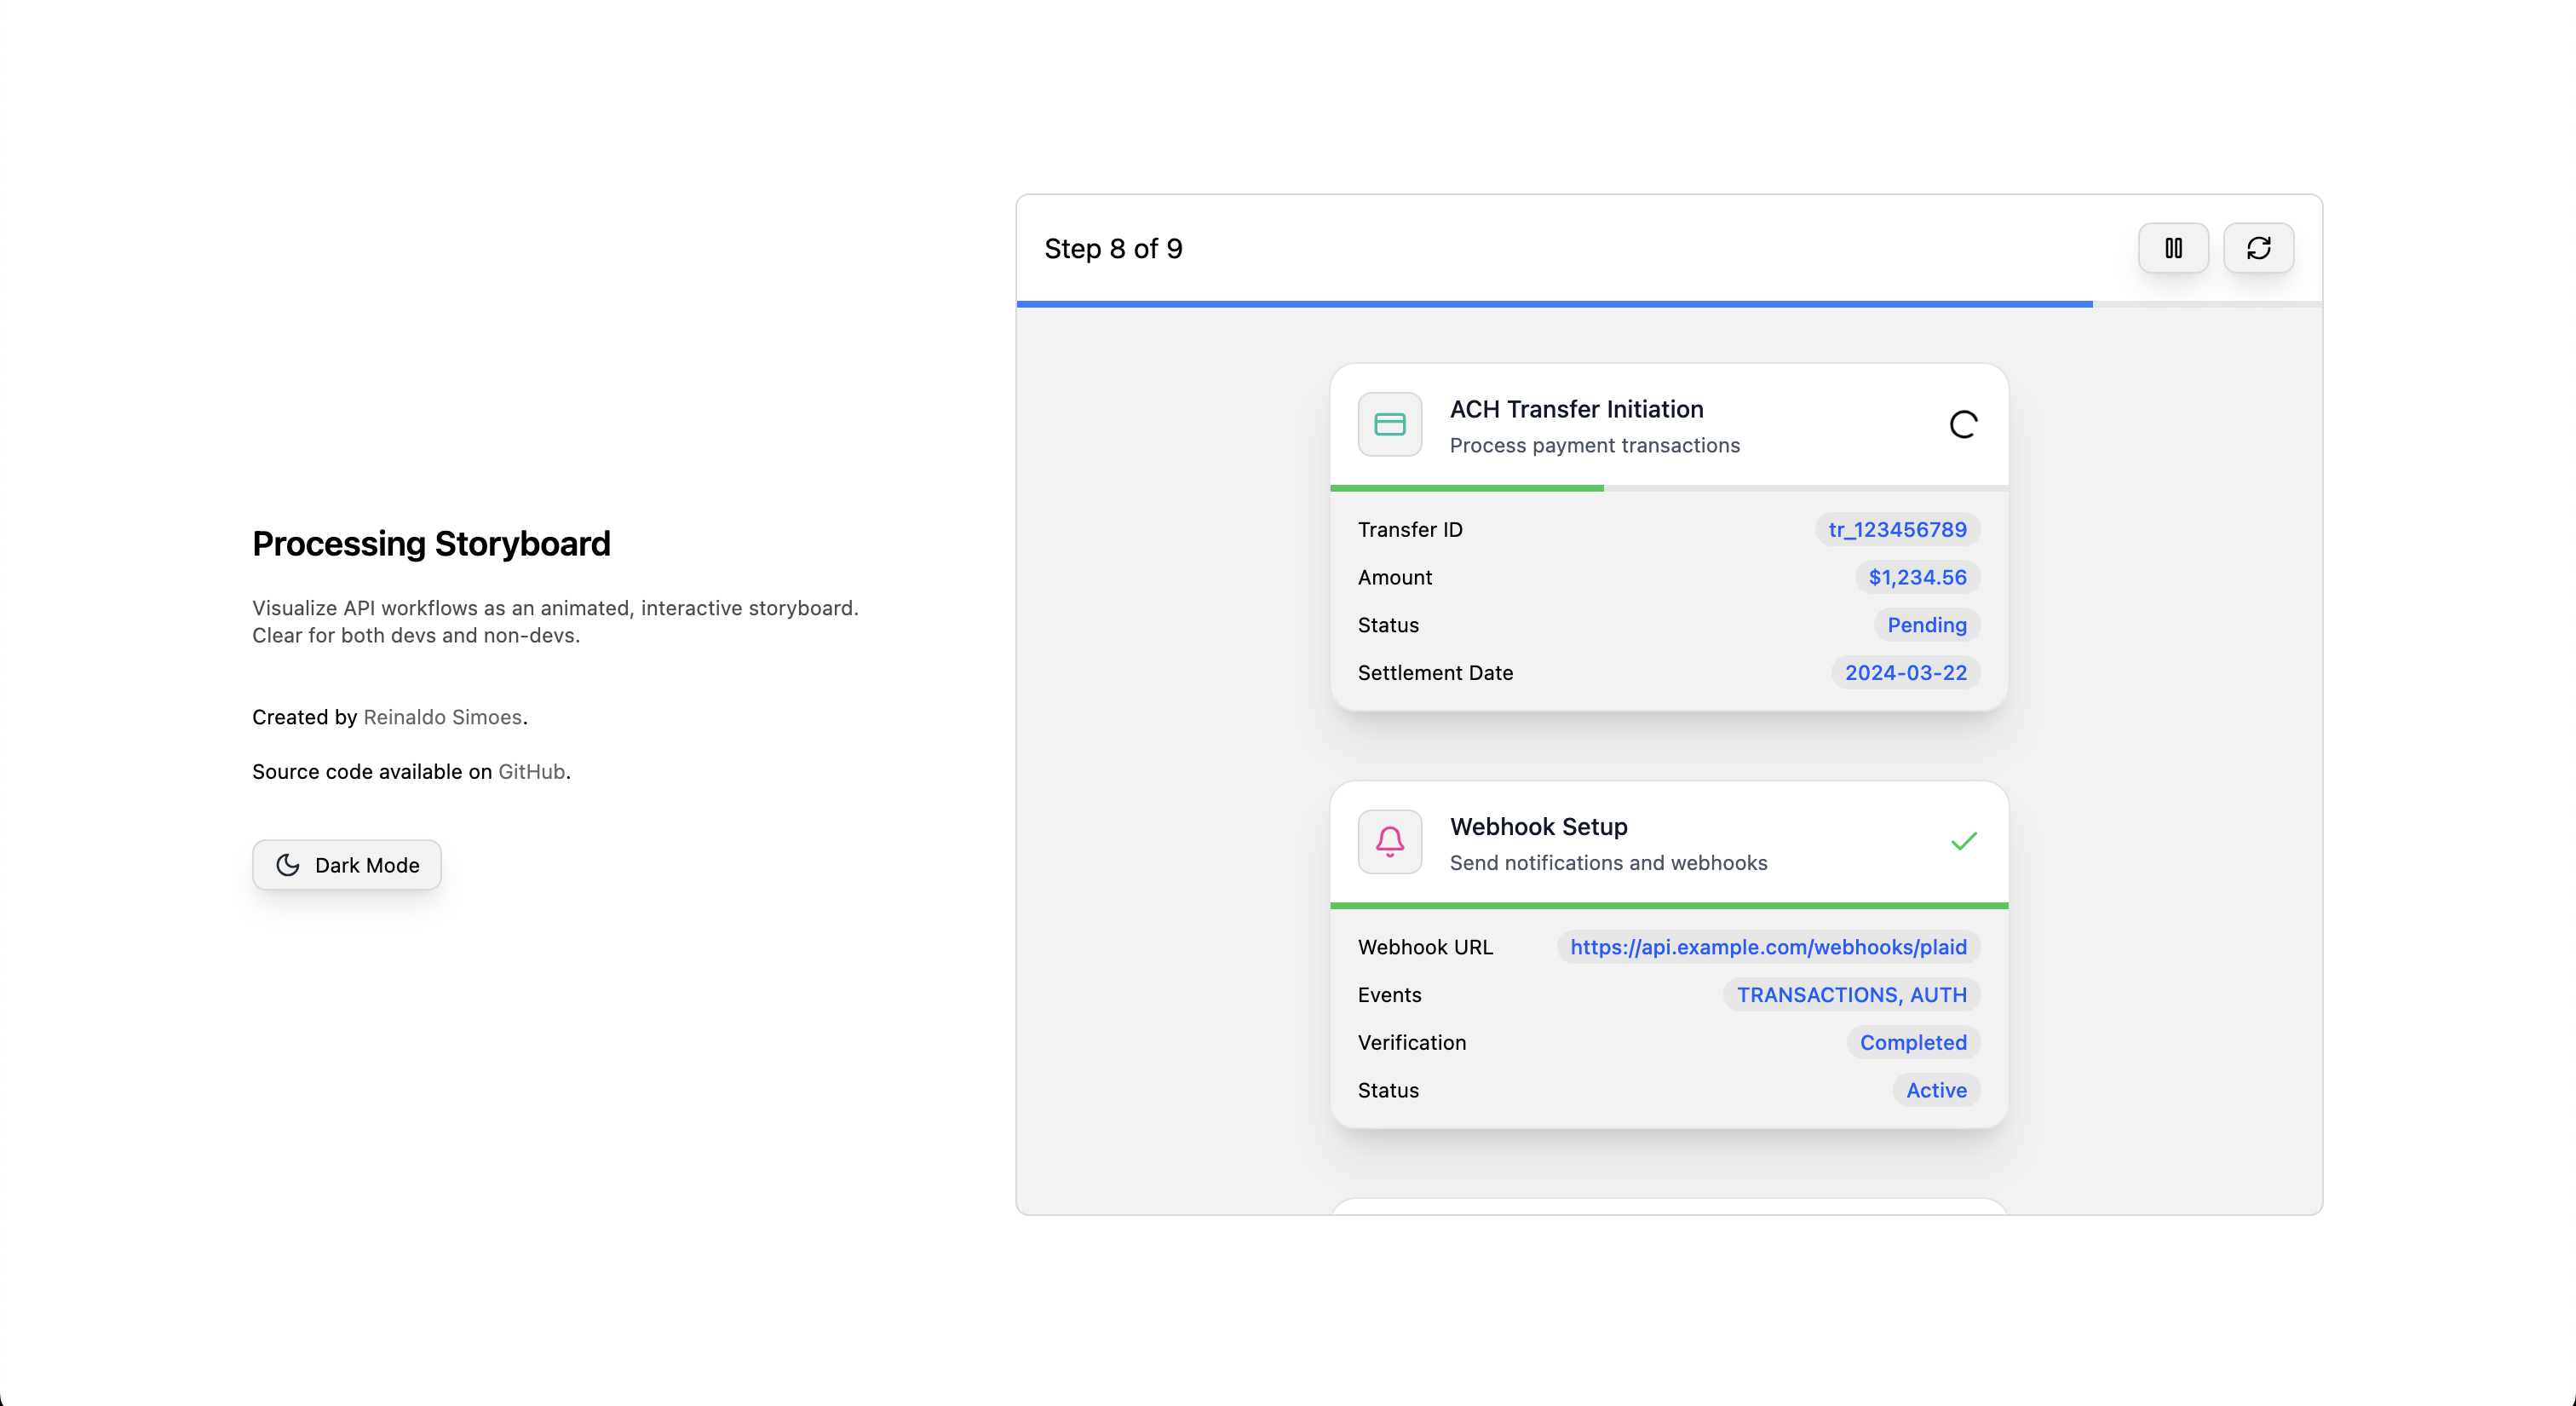 Processing Storyboard
Visualize API workflows as an animated, interactive storyboard.
Clear for both devs and non-devs.
Created by Reinaldo Simoes.
Source code available on GitHub.
Dark Mode
Step 8 of 9
ACH Transfer Initiation
Process payment transactions
Transfer ID tr_123456789
Amount $1,234.56
Status Pending
Settlement Date 2024-03-22
Webhook Setup
Send notifications and webhooks
Webhook URL https://api.example.com/webhooks/plaid
Events TRANSACTIONS, AUTH
Verification Completed
Status Active